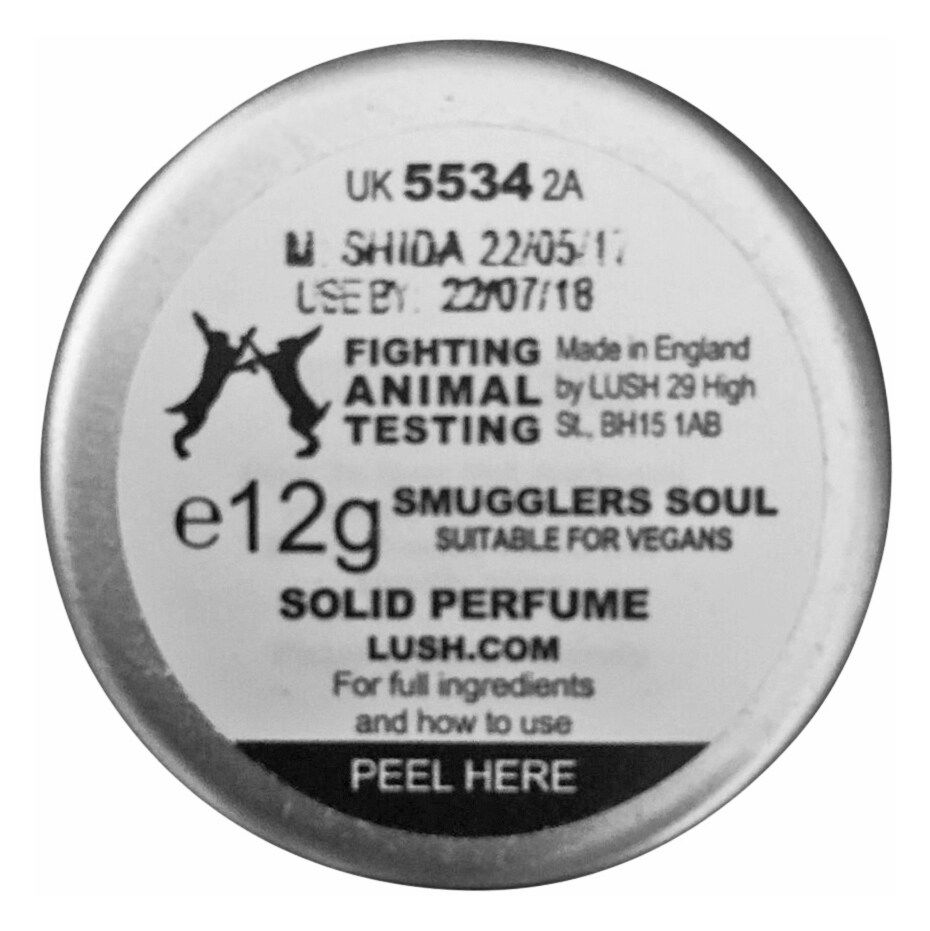 UK 5534 2A
M. SHIDA 22/05/17
USE BY. 22/07/18
FIGHTING
ANIMAL
TESTING
Made in England
by LUSH 29 High
St., BH15 1AB
e12g
SMUGGLERS SOUL
SUITABLE FOR VEGANS
SOLID PERFUME
LUSH.COM
For full ingredients
and how to use
PEEL HERE